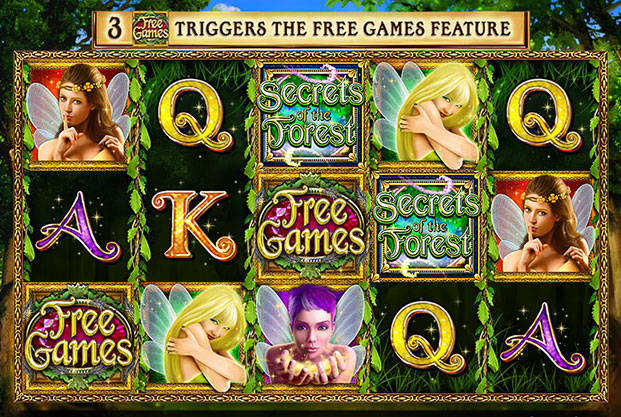 3 Free Games TRIGGERS THE FREE GAMES FEATURE
Q
Secrets
of the
Forest
Q
A
K
Free
Games
Secrets
of the
Forest
Free
Games
Q
A